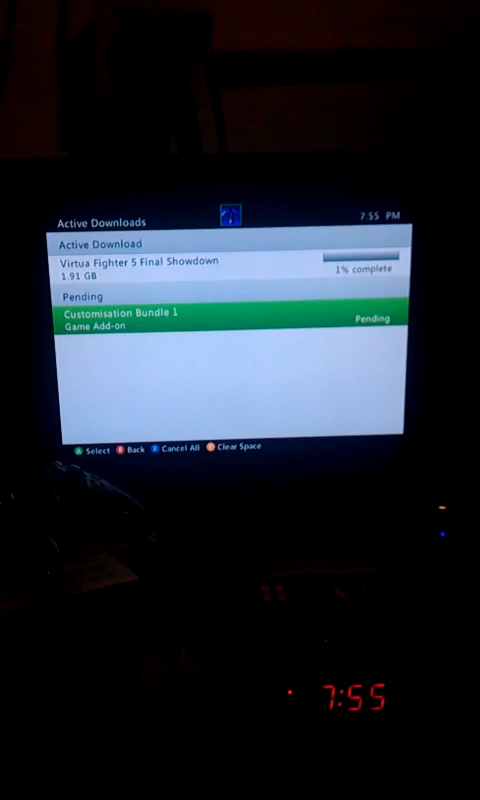 Active Downloads
7:55 PM
Active Download
Virtua Fighter 5 Final Showdown
1.91 GB
1% complete
Pending
Customisation Bundle 1
Game Add-on
Pending
A Select B Back X Cancel All Y Clear Space
7:55